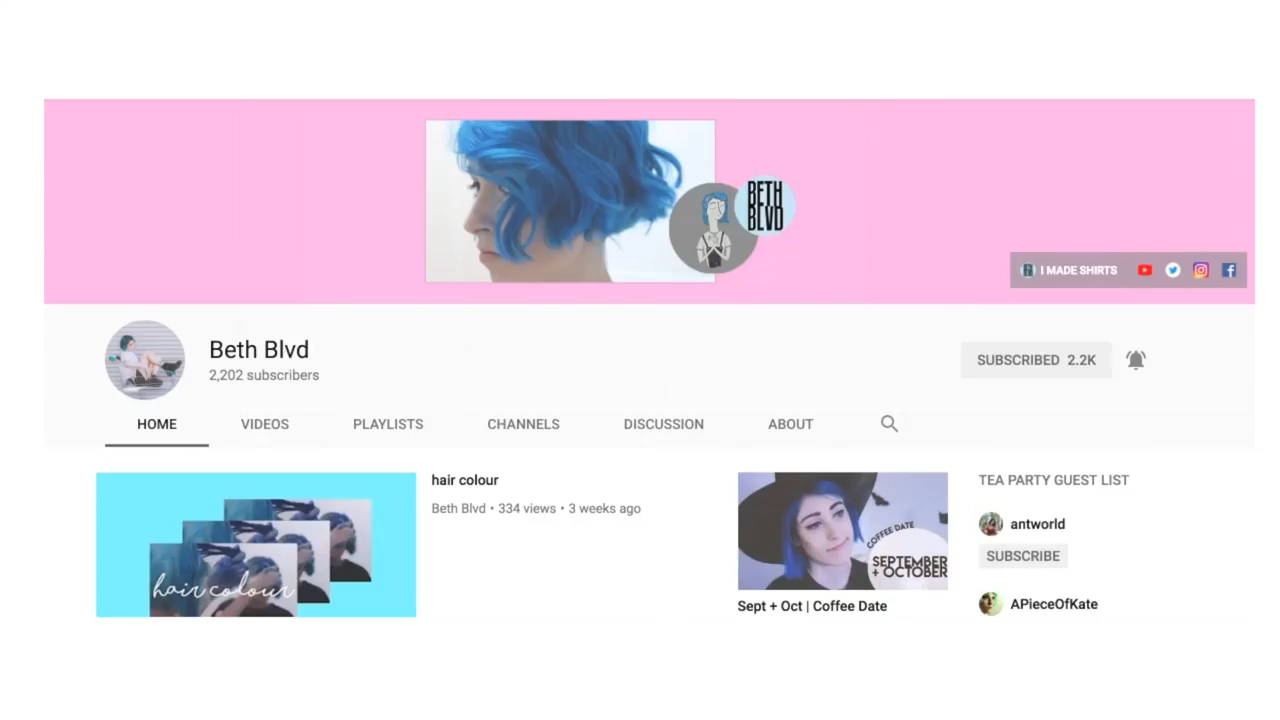 BETH
BLVD
I MADE SHIRTS
Beth Blvd
2,202 subscribers
SUBSCRIBED 2.2K
HOME VIDEOS PLAYLISTS CHANNELS DISCUSSION ABOUT
hair colour
hair colour
Beth Blvd • 334 views • 3 weeks ago
COFFEE DATE
SEPTEMBER
+ OCTOBER
Sept + Oct | Coffee Date
TEA PARTY GUEST LIST
antworld
SUBSCRIBE
APieceOfKate